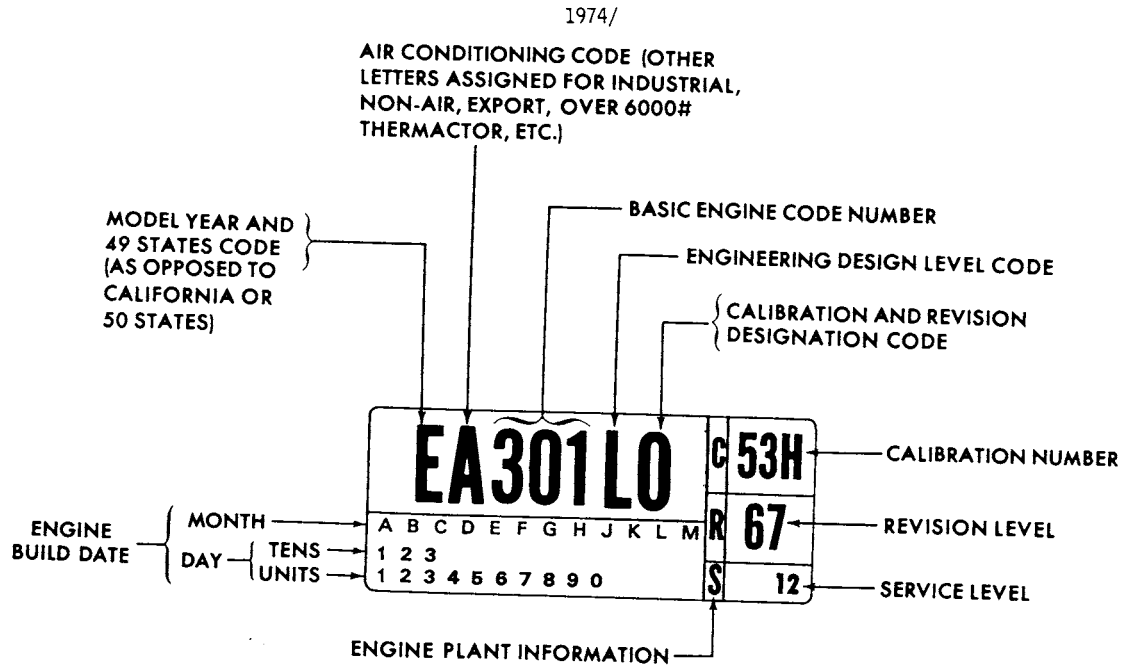 1974/
AIR CONDITIONING CODE (OTHER
LETTERS ASSIGNED FOR INDUSTRIAL,
NON-AIR, EXPORT, OVER 6000#
THERMACTOR, ETC.)
MODEL YEAR AND
49 STATES CODE
(AS OPPOSED TO
CALIFORNIA OR
50 STATES)
BASIC ENGINE CODE NUMBER
ENGINEERING DESIGN LEVEL CODE
CALIBRATION AND REVISION
DESIGNATION CODE
EA301LO
C 53H
CALIBRATION NUMBER
ENGINE
BUILD DATE
MONTH
A B C D E F G H J K L M
R 67
REVISION LEVEL
DAY
TENS
1 2 3
UNITS
1 2 3 4 5 6 7 8 9 0
S 12
SERVICE LEVEL
ENGINE PLANT INFORMATION